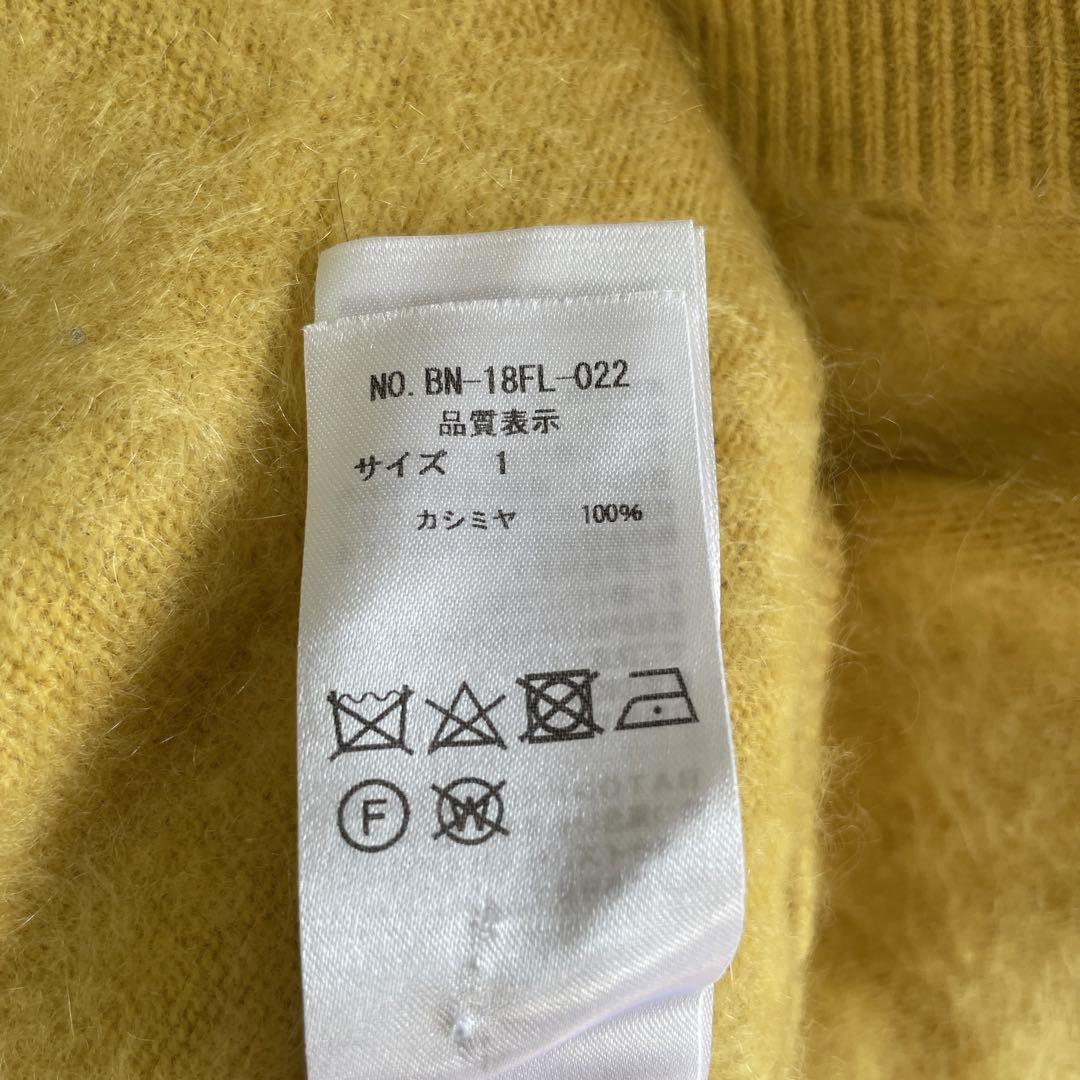 NO. BN-18FL-022
品質表示
サイズ 1
カシミヤ 100%
F
W